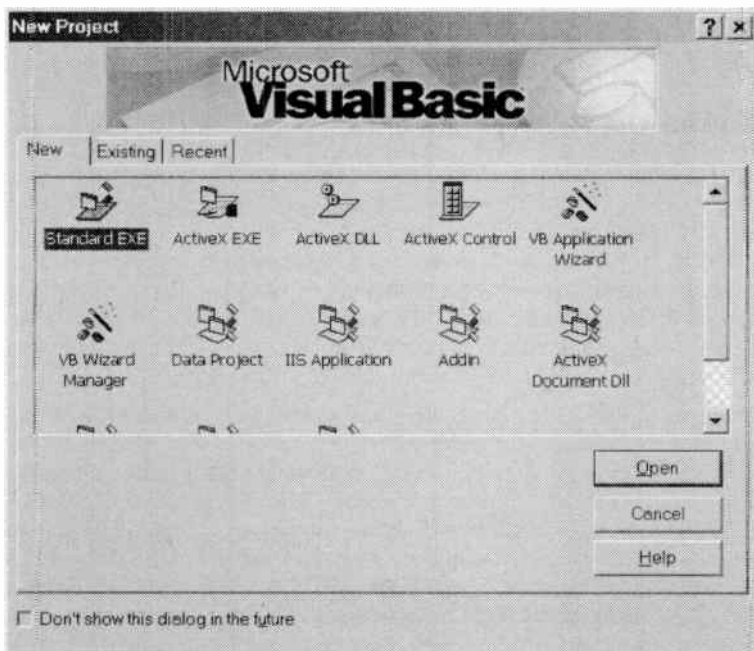 New Project
Microsoft
Visual Basic
New Existing Recent
Standard EXE ActiveX EXE ActiveX DLL ActiveX Control VB Application
Wizard
VB Wizard
Manager Data Project IIS Application Addin ActiveX
Document Dll
Open
Cancel
Help
Don't show this dialog in the future